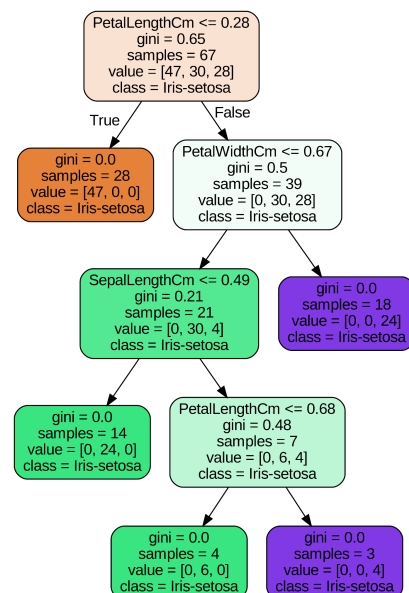 PetalLengthCm <= 0.28
gini = 0.65
samples = 67
value = [47, 30, 28]
class = Iris-setosa
True
False
gini = 0.0
samples = 28
value = [47, 0, 0]
class = Iris-setosa
PetalWidthCm <= 0.67
gini = 0.5
samples = 39
value = [0, 30, 28]
class = Iris-setosa
SepalLengthCm <= 0.49
gini = 0.21
samples = 21
value = [0, 30, 4]
class = Iris-setosa
gini = 0.0
samples = 18
value = [0, 0, 24]
class = Iris-setosa
gini = 0.0
samples = 14
value = [0, 24, 0]
class = Iris-setosa
PetalLengthCm <= 0.68
gini = 0.48
samples = 7
value = [0, 6, 4]
class = Iris-setosa
gini = 0.0
samples = 4
value = [0, 6, 0]
class = Iris-setosa
gini = 0.0
samples = 3
value = [0, 0, 4]
class = Iris-setosa